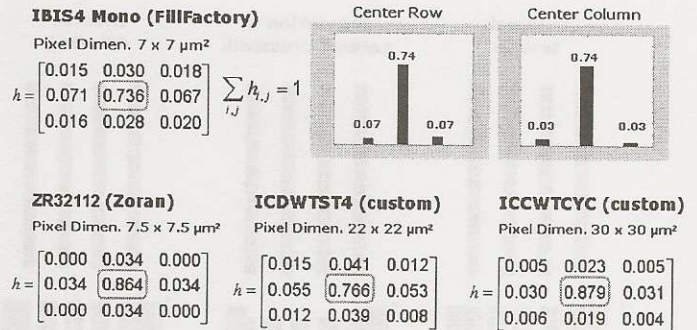 IBIS4 Mono (FillFactory)
Pixel Dimen. 7 x 7 µm²
h = [0.015 0.030 0.018
0.071 0.736 0.067
0.016 0.028 0.020]
∑ i,j h i,j = 1
Center Row
0.74
0.07 0.07
Center Column
0.74
0.03 0.03
ZR32112 (Zoran)
Pixel Dimen. 7.5 x 7.5 µm²
h = [0.000 0.034 0.000
0.034 0.864 0.034
0.000 0.034 0.000]
ICDWTST4 (custom)
Pixel Dimen. 22 x 22 µm²
h = [0.015 0.041 0.012
0.055 0.766 0.053
0.012 0.039 0.008]
ICCWTCYC (custom)
Pixel Dimen. 30 x 30 µm²
h = [0.005 0.023 0.005
0.030 0.879 0.031
0.006 0.019 0.004]